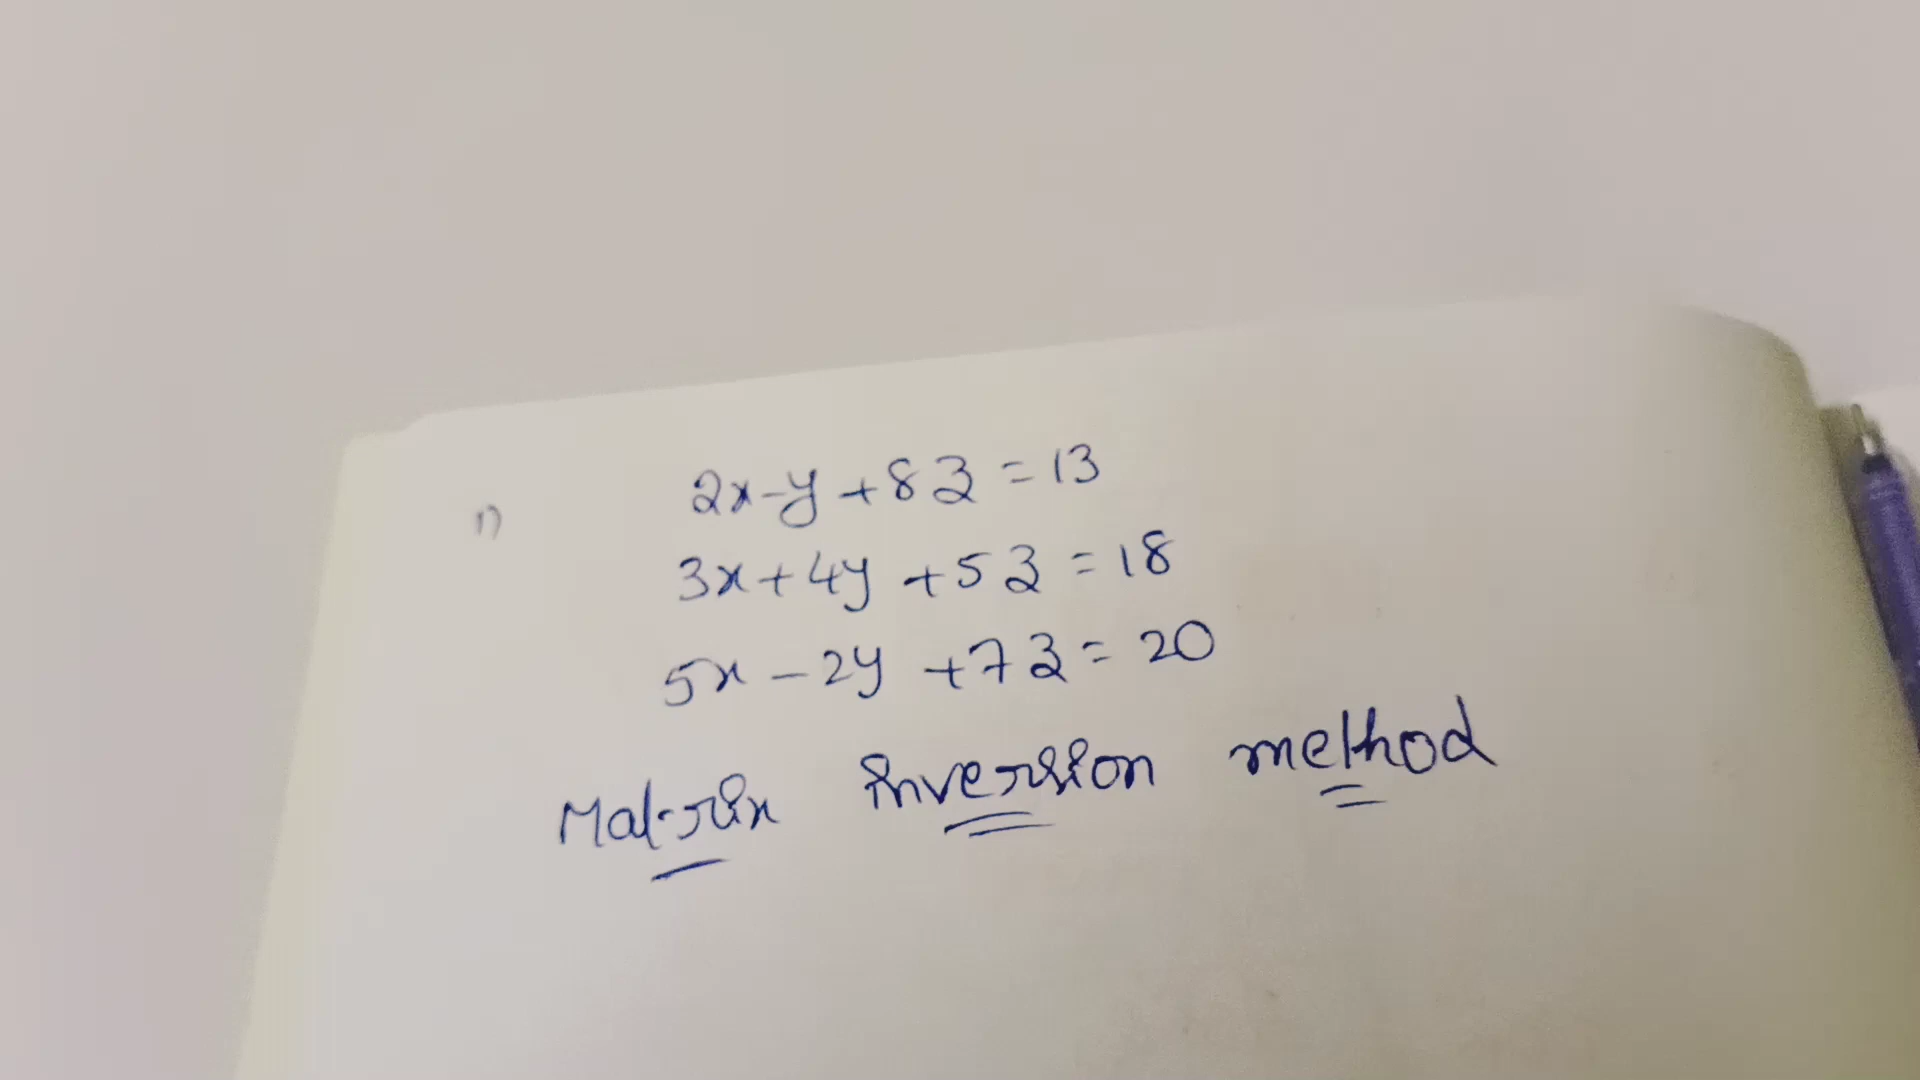 1) 2x-y+8z=13
3x+4y+5z=18
5x-2y+7z=20
Matrix inversion method